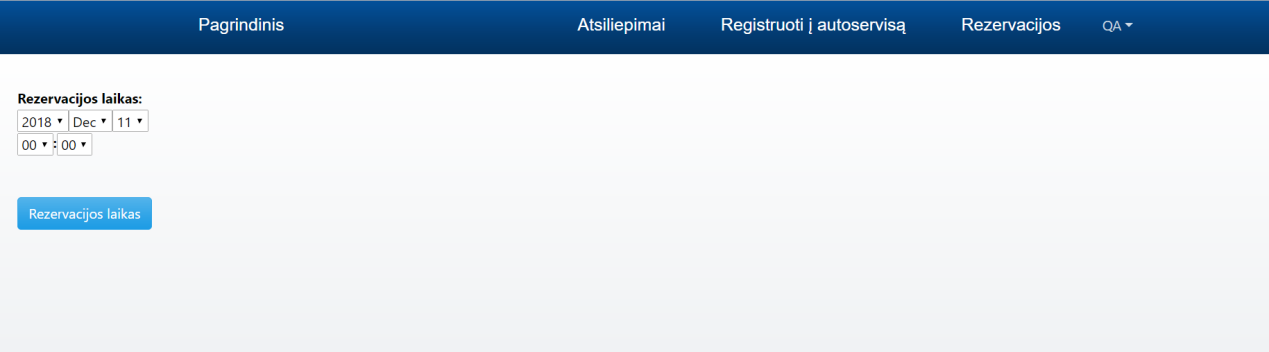 Pagrindinis Atsiliepimai Registruoti į autoservisą Rezervacijos QA
Rezervacijos laikas:
2018 Dec 11
00 : 00
Rezervacijos laikas